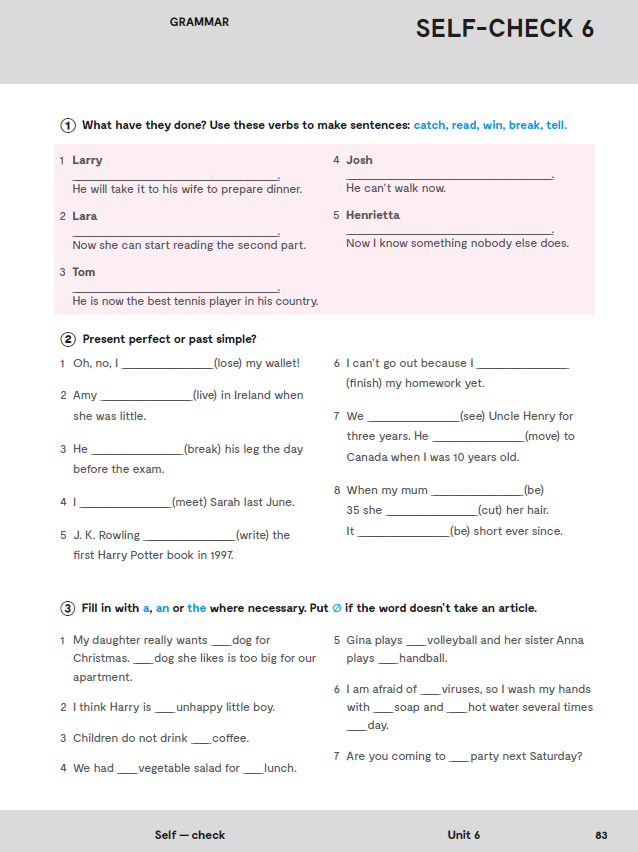 GRAMMAR
SELF-CHECK 6
1 What have they done? Use these verbs to make sentences: catch, read, win, break, tell.
1 Larry
______________________________.
He will take it to his wife to prepare dinner.
2 Lara
______________________________.
Now she can start reading the second part.
3 Tom
______________________________.
He is now the best tennis player in his country.
4 Josh
______________________________.
He can't walk now.
5 Henrietta
______________________________.
Now I know something nobody else does.
2 Present perfect or past simple?
1 Oh, no, I ______________(lose) my wallet!
2 Amy ______________(live) in Ireland when
she was little.
3 He ______________(break) his leg the day
before the exam.
4 I ______________(meet) Sarah last June.
5 J. K. Rowling ______________(write) the
first Harry Potter book in 1997.
6 I can't go out because I ______________
(finish) my homework yet.
7 We ______________(see) Uncle Henry for
three years. He ______________(move) to
Canada when I was 10 years old.
8 When my mum ______________(be)
35 she ______________(cut) her hair.
It ______________(be) short ever since.
3 Fill in with a, an or the where necessary. Put Ø if the word doesn't take an article.
1 My daughter really wants ___dog for
Christmas. ___dog she likes is too big for our
apartment.
2 I think Harry is ___unhappy little boy.
3 Children do not drink ___coffee.
4 We had ___vegetable salad for ___lunch.
5 Gina plays ___volleyball and her sister Anna
plays ___handball.
6 I am afraid of ___viruses, so I wash my hands
with ___soap and ___hot water several times
___day.
7 Are you coming to ___party next Saturday?
Self — check
Unit 6
83